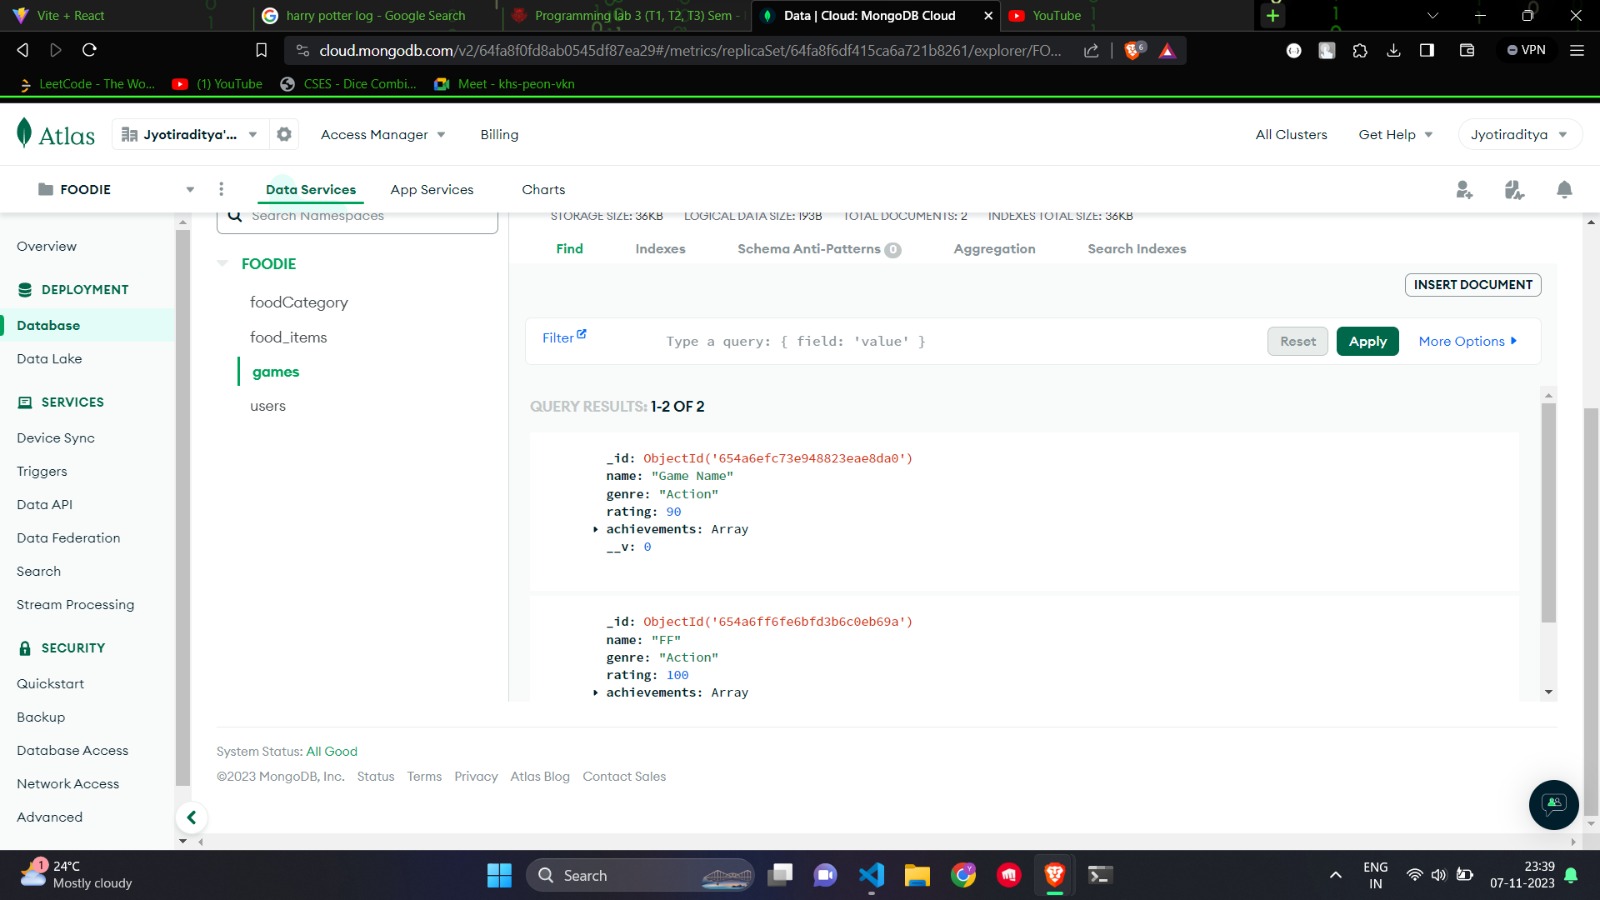 Vite + React
harry potter log - Google Search
Programming lab 3 (T1, T2, T3) Sem -
Data | Cloud: MongoDB Cloud
YouTube
cloud.mongodb.com/v2/64fa8f0fd8ab0545df87ea29#/metrics/replicaSet/64fa8f6df415ca6a721b8261/explorer/FO...
6
VPN
LeetCode - The Wo...
(1) YouTube
CSES - Dice Combi...
Meet - khs-peon-vkn
Atlas
Jyotiraditya'...
Access Manager
Billing
All Clusters
Get Help
Jyotiraditya
FOODIE
Data Services
App Services
Charts
Overview
DEPLOYMENT
Database
Data Lake
SERVICES
Device Sync
Triggers
Data API
Data Federation
Search
Stream Processing
SECURITY
Quickstart
Backup
Database Access
Network Access
Advanced
Search Namespaces
FOODIE
foodCategory
food_items
games
users
STORAGE SIZE: 36KB LOGICAL DATA SIZE: 193B TOTAL DOCUMENTS: 2 INDEXES TOTAL SIZE: 36KB
Find Indexes Schema Anti-Patterns 0 Aggregation Search Indexes
INSERT DOCUMENT
Filter Type a query: { field: 'value' } Reset Apply More Options
QUERY RESULTS: 1-2 OF 2
_id: ObjectId('654a6efc73e948823eae8da0')
name: "Game Name"
genre: "Action"
rating: 90
achievements: Array
__v: 0
_id: ObjectId('654a6ff6fe6bfd3b6c0eb69a')
name: "FF"
genre: "Action"
rating: 100
achievements: Array
System Status: All Good
©2023 MongoDB, Inc. Status Terms Privacy Atlas Blog Contact Sales
1
24°C
Mostly cloudy
Search
ENG
IN
23:39
07-11-2023